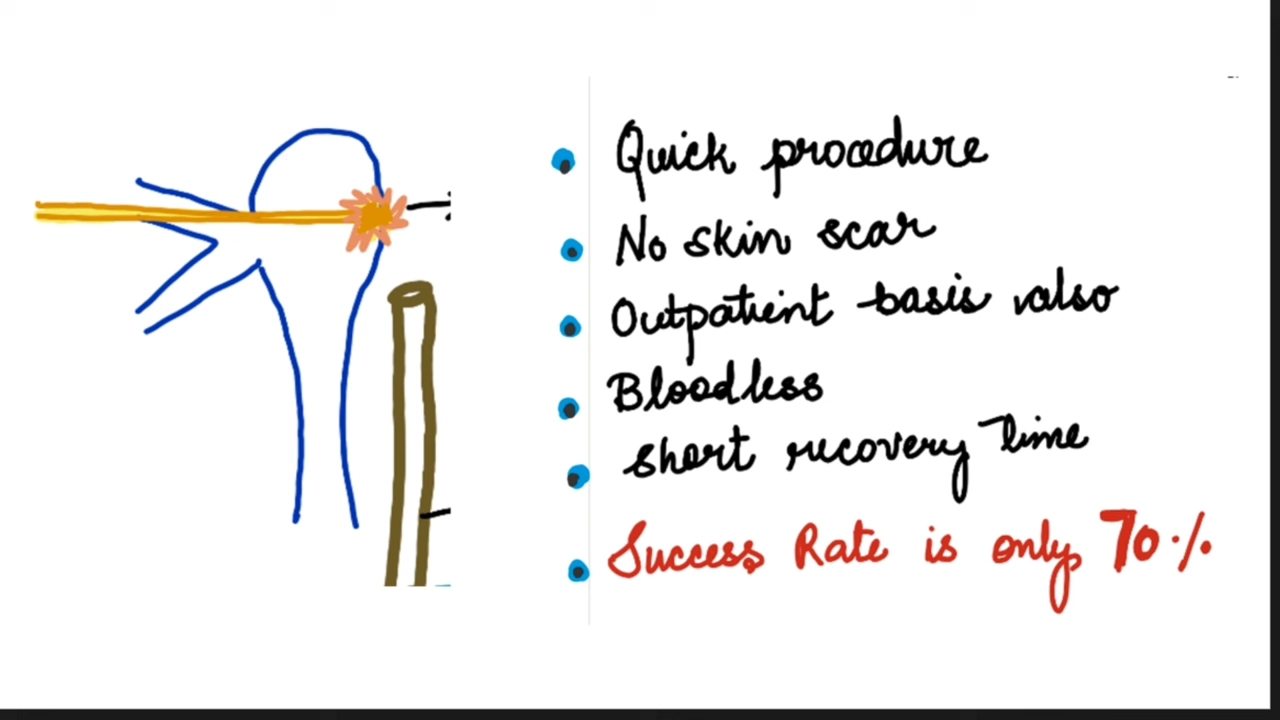 Quick procedure
No skin scar
Outpatient basis also
Bloodless
short recovery time
Success Rate is only 70%